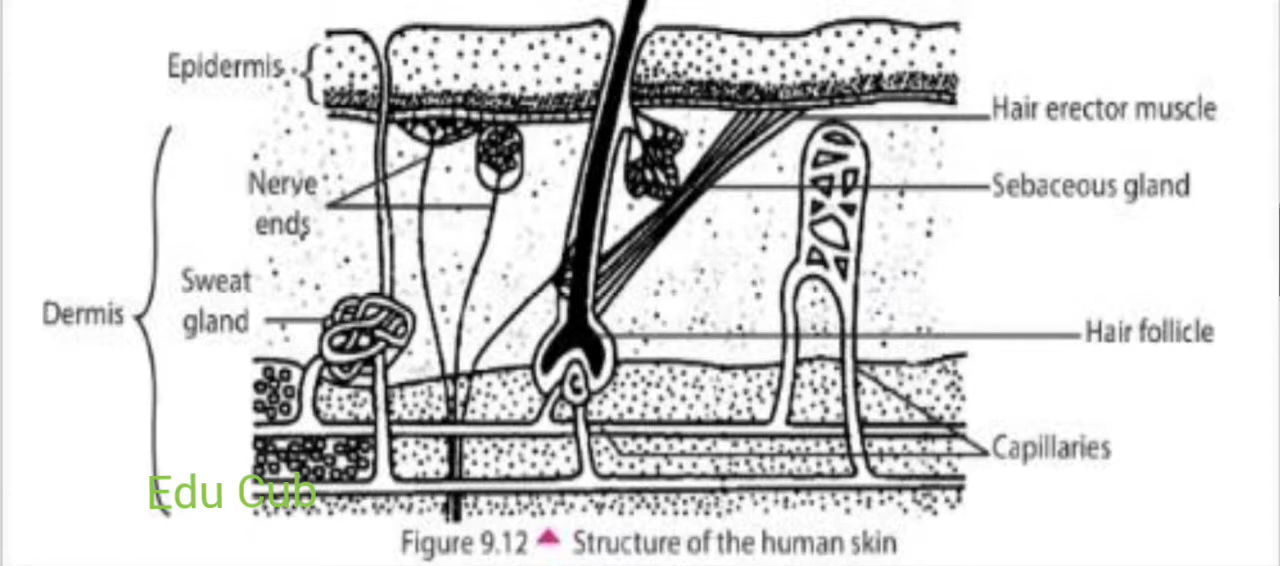 Epidermis
Hair erector muscle
Nerve
ends
Sebaceous gland
Sweat
gland
Dermis
Hair follicle
Capillaries
Edu Cub
Figure 9.12 ▲ Structure of the human skin